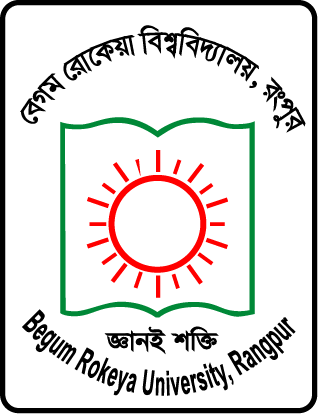 বেগম রোকেয়া বিশ্ববিদ্যালয়, রংপুর
জ্ঞানই শক্তি
Begum Rokeya University, Rangpur